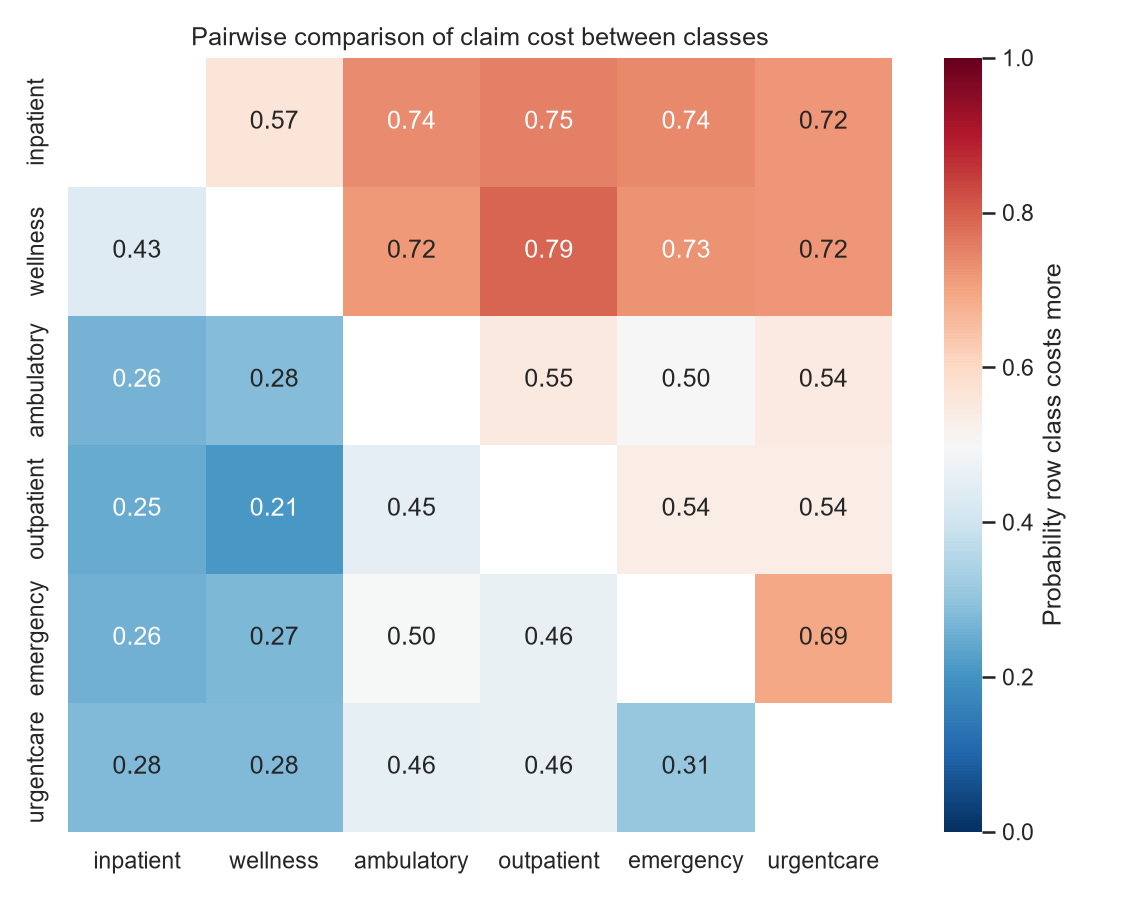 Pairwise comparison of claim cost between classes
inpatient 0.57 0.74 0.75 0.74 0.72
wellness 0.43 0.72 0.79 0.73 0.72
ambulatory 0.26 0.28 0.55 0.50 0.54
outpatient 0.25 0.21 0.45 0.54 0.54
emergency 0.26 0.27 0.50 0.46 0.69
urgentcare 0.28 0.28 0.46 0.46 0.31
inpatient wellness ambulatory outpatient emergency urgentcare
1.0
0.8
0.6
0.4
0.2
0.0
Probability row class costs more